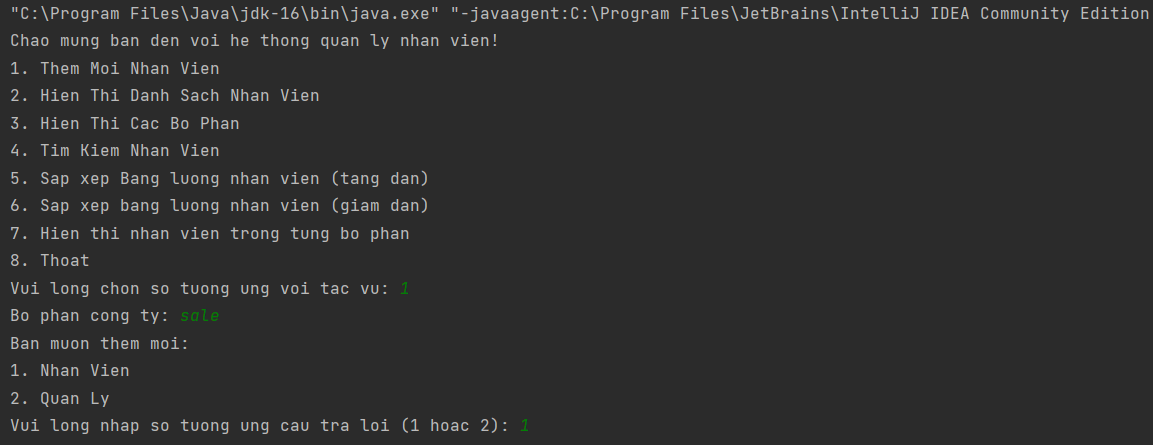 "C:\Program Files\Java\jdk-16\bin\java.exe" "-javaagent:C:\Program Files\JetBrains\IntelliJ IDEA Community Edition
Chao mung ban den voi he thong quan ly nhan vien!
1. Them Moi Nhan Vien
2. Hien Thi Danh Sach Nhan Vien
3. Hien Thi Cac Bo Phan
4. Tim Kiem Nhan Vien
5. Sap xep Bang luong nhan vien (tang dan)
6. Sap xep bang luong nhan vien (giam dan)
7. Hien thi nhan vien trong tung bo phan
8. Thoat
Vui long chon so tuong ung voi tac vu: 1
Bo phan cong ty: sale
Ban muon them moi:
1. Nhan Vien
2. Quan Ly
Vui long nhap so tuong ung cau tra loi (1 hoac 2): 1